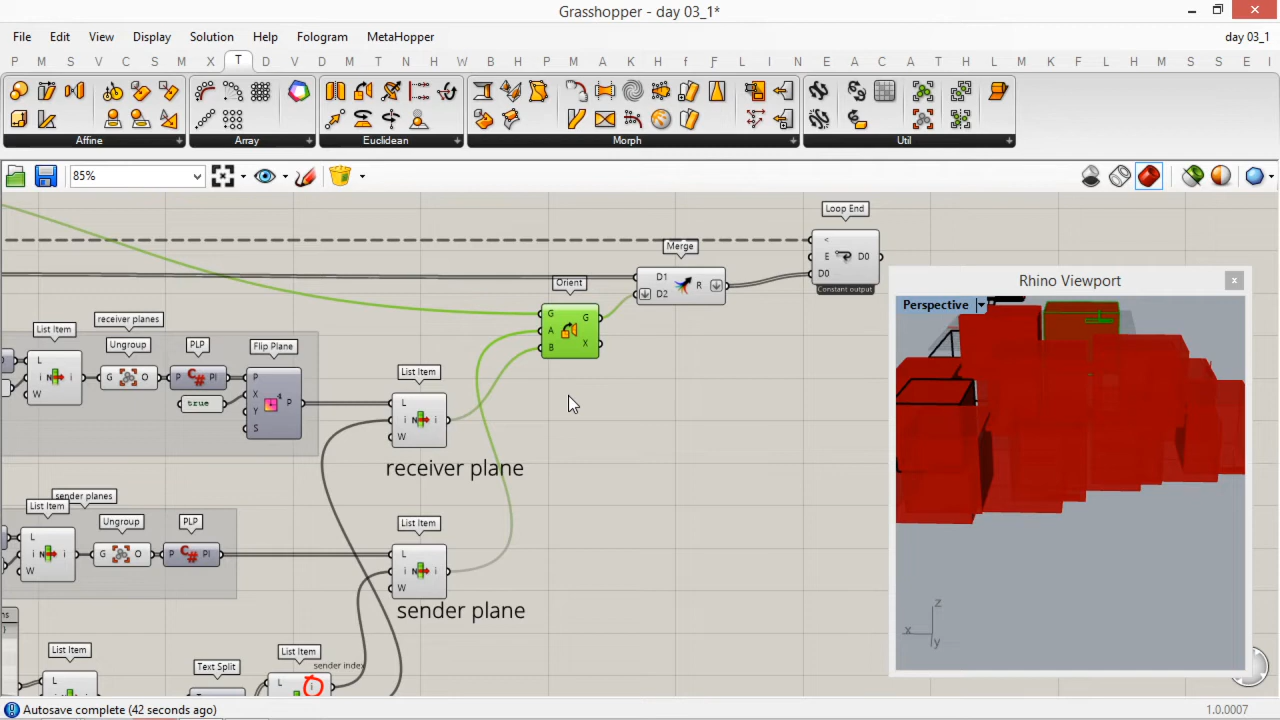 Grasshopper - day 03_1*
File Edit View Display Solution Help Fologram MetaHopper day 03_1
P M S V C S M X D T D V D M T N M W B H P M A K H F L I N E A D T H M K F L V S S E I
Affine Array Euclidean Morph Util
85%
Loop End
<
E D0
D0
Constant output
Merge
D1
D2 R
Orient
G
A G
B X
Rhino Viewport
Perspective
z
x
y
receiver planes
List Item Ungroup PLP Flip Plane
L
i N i
W
G O
P C# Pl
true
P
X
Y
S
4 P
List Item
L
i N i
W
receiver plane
sender planes
List Item Ungroup PLP
L
i N i
W
G O
P C# Pl
List Item
L
i N i
W
sender plane
List Item
L
Text Split
List Item
L i
sender index
Autosave complete (42 seconds ago)
1.0.0007